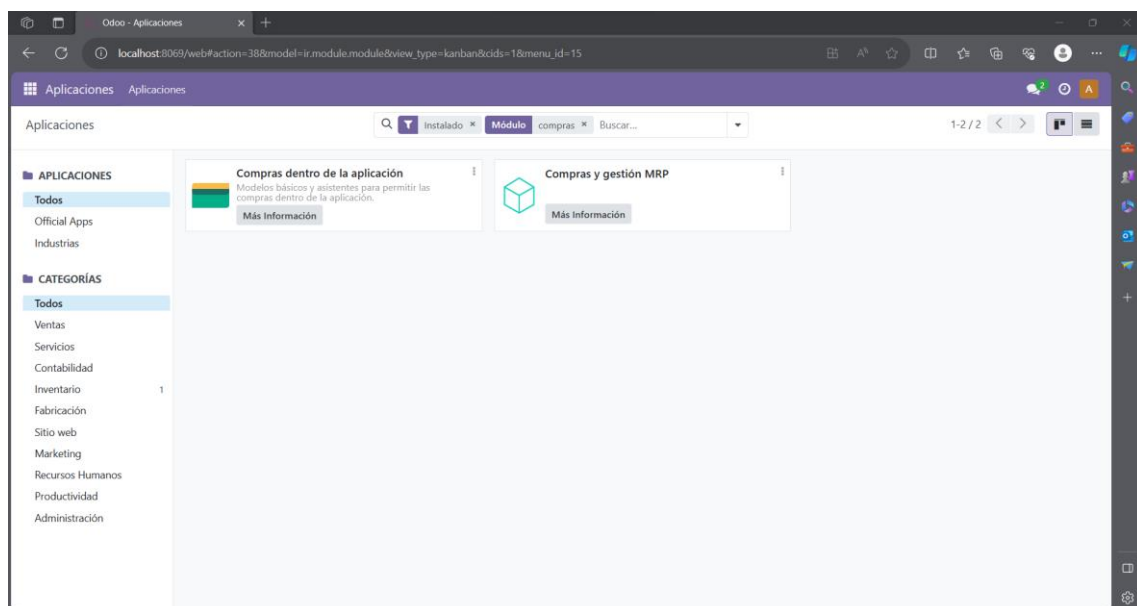 Odoo - Aplicaciones
localhost:8069/web#action=38&model=ir.module.module&view_type=kanban&cids=1&menu_id=15
Aplicaciones Aplicaciones 2 A
Aplicaciones
Instalado × Módulo compras × Buscar...
1-2 / 2
APLICACIONES
Todos
Official Apps
Industrias
CATEGORÍAS
Todos
Ventas
Servicios
Contabilidad
Inventario 1
Fabricación
Sitio web
Marketing
Recursos Humanos
Productividad
Administración
Compras dentro de la aplicación
Modelos básicos y asistentes para permitir las
compras dentro de la aplicación.
Más Información
Compras y gestión MRP
Más Información